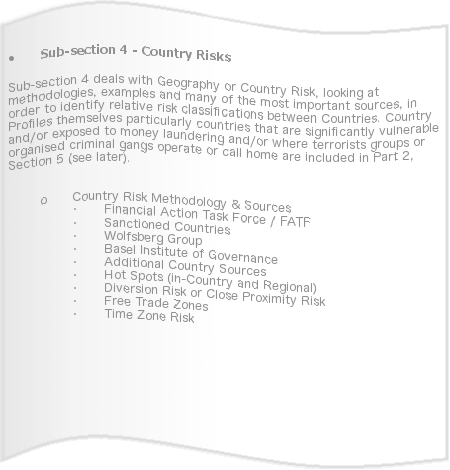 • Sub-section 4 - Country Risks
Sub-section 4 deals with Geography or Country Risk, looking at
methodologies, examples and many of the most important sources, in
order to identify relative risk classifications between Countries. Country
Profiles themselves particularly countries that are significantly vulnerable
and/or exposed to money laundering and/or where terrorists groups or
organised criminal gangs operate or call home are included in Part 2,
Section 5 (see later).
o Country Risk Methodology & Sources
· Financial Action Task Force / FATF
· Sanctioned Countries
· Wolfsberg Group
· Basel Institute of Governance
· Additional Country Sources
· Hot Spots (In-Country and Regional)
· Diversion Risk or Close Proximity Risk
· Free Trade Zones
· Time Zone Risk